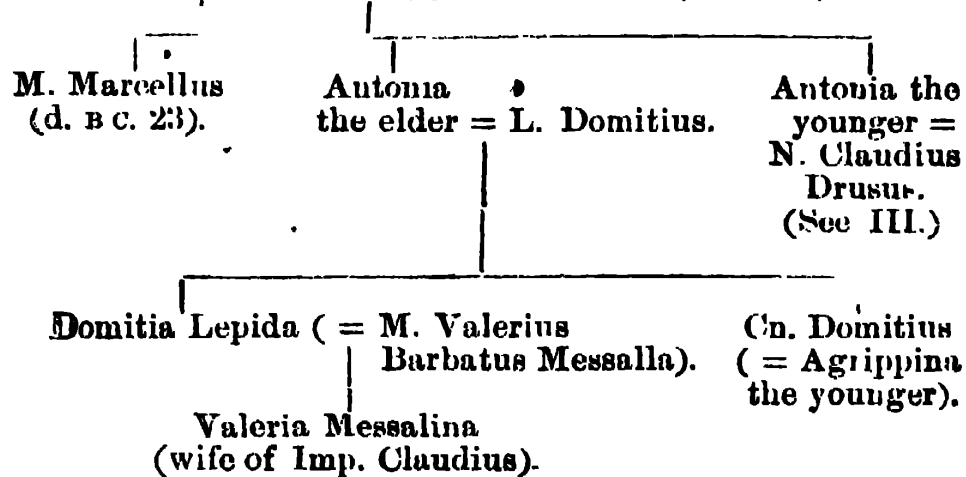 M. Marcellus
(d. B C. 23).
Antonia
the elder = L. Domitius.
Antonia the
younger =
N. Claudius
Drusus.
(See III.)
Domitia Lepida ( = M. Valerius
Barbatus Messalla).
Cn. Domitius
( = Agrippina
the younger).
Valeria Messalina
(wife of Imp. Claudius).